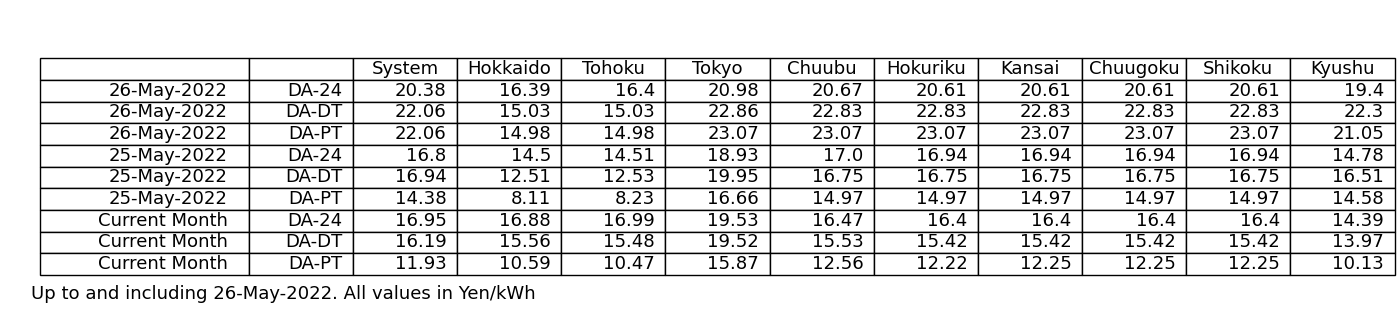 System Hokkaido Tohoku Tokyo Chuubu Hokuriku Kansai Chuugoku Shikoku Kyushu
26-May-2022 DA-24 20.38 16.39 16.4 20.98 20.67 20.61 20.61 20.61 20.61 19.4
26-May-2022 DA-DT 22.06 15.03 15.03 22.86 22.83 22.83 22.83 22.83 22.83 22.3
26-May-2022 DA-PT 22.06 14.98 14.98 23.07 23.07 23.07 23.07 23.07 23.07 21.05
25-May-2022 DA-24 16.8 14.5 14.51 18.93 17.0 16.94 16.94 16.94 16.94 14.78
25-May-2022 DA-DT 16.94 12.51 12.53 19.95 16.75 16.75 16.75 16.75 16.75 16.51
25-May-2022 DA-PT 14.38 8.11 8.23 16.66 14.97 14.97 14.97 14.97 14.97 14.58
Current Month DA-24 16.95 16.88 16.99 19.53 16.47 16.4 16.4 16.4 16.4 14.39
Current Month DA-DT 16.19 15.56 15.48 19.52 15.53 15.42 15.42 15.42 15.42 13.97
Current Month DA-PT 11.93 10.59 10.47 15.87 12.56 12.22 12.25 12.25 12.25 10.13
Up to and including 26-May-2022. All values in Yen/kWh